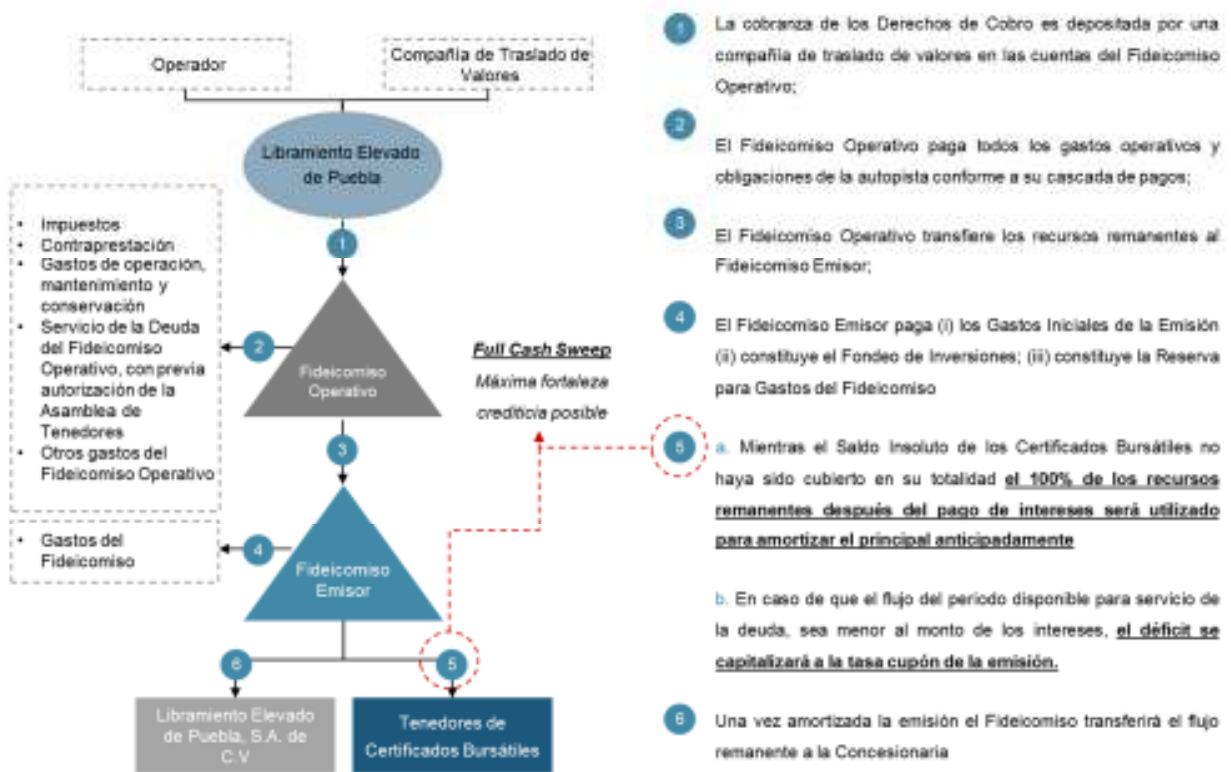 Operador
Compañía de Traslado de
Valores
Libramiento Elevado
de Puebla
1
• Impuestos
• Contraprestación
• Gastos de operación,
mantenimiento y
conservación
• Servicio de la Deuda
del Fideicomiso
Operativo, con previa
autorización de la
Asamblea de
Tenedores
• Otros gastos del
Fideicomiso Operativo
2
Fideicomiso
Operativo
Full Cash Sweep
Máxima fortaleza
crediticia posible
3
• Gastos del
Fideicomiso
4
Fideicomiso
Emisor
6
5
Libramiento Elevado
de Puebla, S.A. de
C.V
Tenedores de
Certificados Bursátiles
1
La cobranza de los Derechos de Cobro es depositada por una
compañía de traslado de valores en las cuentas del Fideicomiso
Operativo;
2
El Fideicomiso Operativo paga todos los gastos operativos y
obligaciones de la autopista conforme a su cascada de pagos;
3
El Fideicomiso Operativo transfiere los recursos remanentes al
Fideicomiso Emisor;
4
El Fideicomiso Emisor paga (i) los Gastos Iniciales de la Emisión
(ii) constituye el Fondeo de Inversiones; (iii) constituye la Reserva
para Gastos del Fideicomiso
5
a. Mientras el Saldo Insoluto de los Certificados Bursátiles no
haya sido cubierto en su totalidad el 100% de los recursos
remanentes después del pago de intereses será utilizado
para amortizar el principal anticipadamente
b. En caso de que el flujo del periodo disponible para servicio de
la deuda, sea menor al monto de los intereses, el déficit se
capitalizará a la tasa cupón de la emisión.
6
Una vez amortizada la emisión el Fideicomiso transferirá el flujo
remanente a la Concesionaria